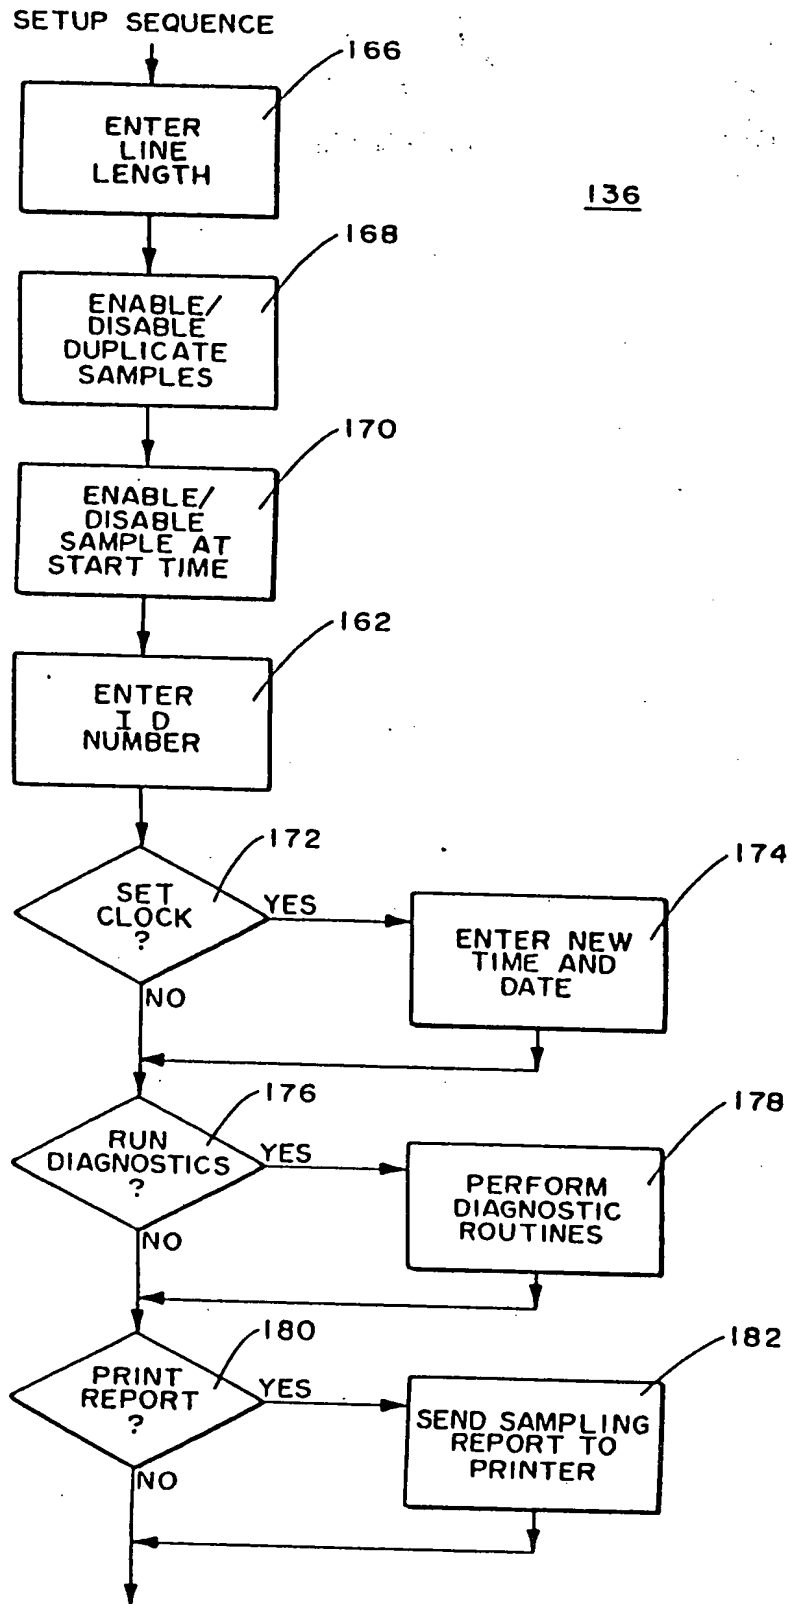 SETUP SEQUENCE
166
ENTER
LINE
LENGTH
136
168
ENABLE/
DISABLE
DUPLICATE
SAMPLES
170
ENABLE/
DISABLE
SAMPLE AT
START TIME
162
ENTER
I D
NUMBER
172
SET
CLOCK
?
YES
NO
174
ENTER NEW
TIME AND
DATE
176
RUN
DIAGNOSTICS
?
YES
NO
178
PERFORM
DIAGNOSTIC
ROUTINES
180
PRINT
REPORT
?
YES
NO
182
SEND SAMPLING
REPORT TO
PRINTER